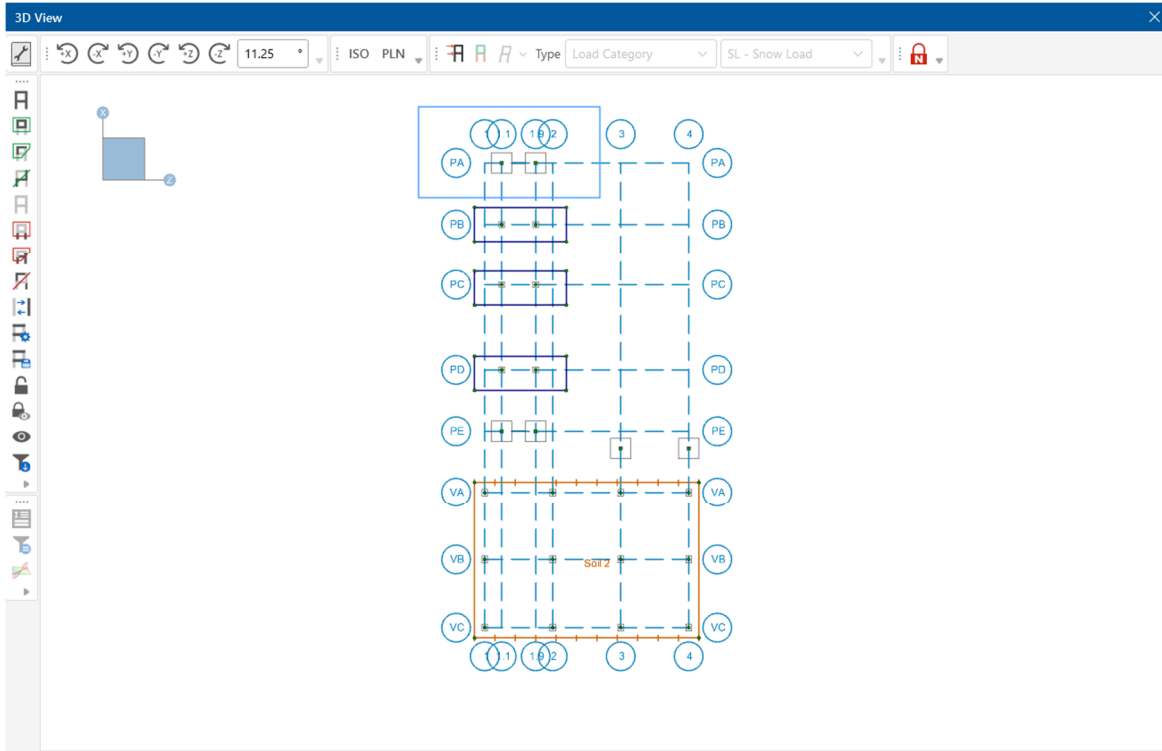 3D View
+X -X +Y -Y +Z -Z 11.25 ° ISO PLN Type Load Category SL - Snow Load N
X
Z
1 1.1 1.9 2 3 4
PA PA
PB PB
PC PC
PD PD
PE PE
VA VA
VB Soil 2 VB
VC VC
1 1.1 1.9 2 3 4